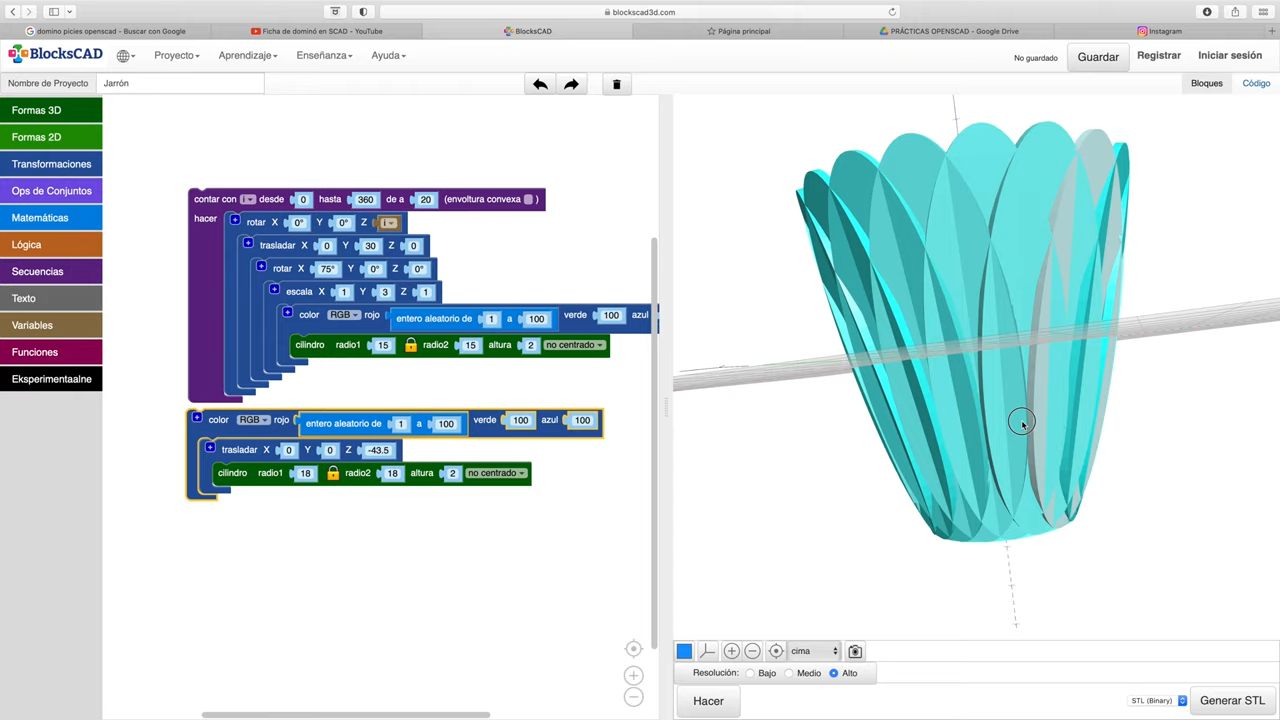 blockscad3d.com
domino picies openscad - Buscar con Google
Ficha de dominó en SCAD - YouTube
BlocksCAD
Página principal
PRÁCTICAS OPENSCAD - Google Drive
Instagram
BlocksCAD
Proyecto
Aprendizaje
Enseñanza
Ayuda
No guardado
Guardar
Registrar
Iniciar sesión
Nombre de Proyecto
Jarrón
Bloques
Código
Formas 3D
Formas 2D
Transformaciones
Ops de Conjuntos
Matemáticas
Lógica
Secuencias
Texto
Variables
Funciones
Eksperimentaalne
contar con i desde 0 hasta 360 de a 20 (envoltura convexa )
hacer
rotar X 0° Y 0° Z i
trasladar X 0 Y 30 Z 0
rotar X 75° Y 0° Z 0°
escala X 1 Y 3 Z 1
color RGB rojo entero aleatorio de 1 a 100 verde 100 azul
cilindro radio1 15 radio2 15 altura 2 no centrado
color RGB rojo entero aleatorio de 1 a 100 verde 100 azul 100
trasladar X 0 Y 0 Z -43.5
cilindro radio1 18 radio2 18 altura 2 no centrado
cima
Resolución: Bajo Medio Alto
Hacer
STL (Binary)
Generar STL